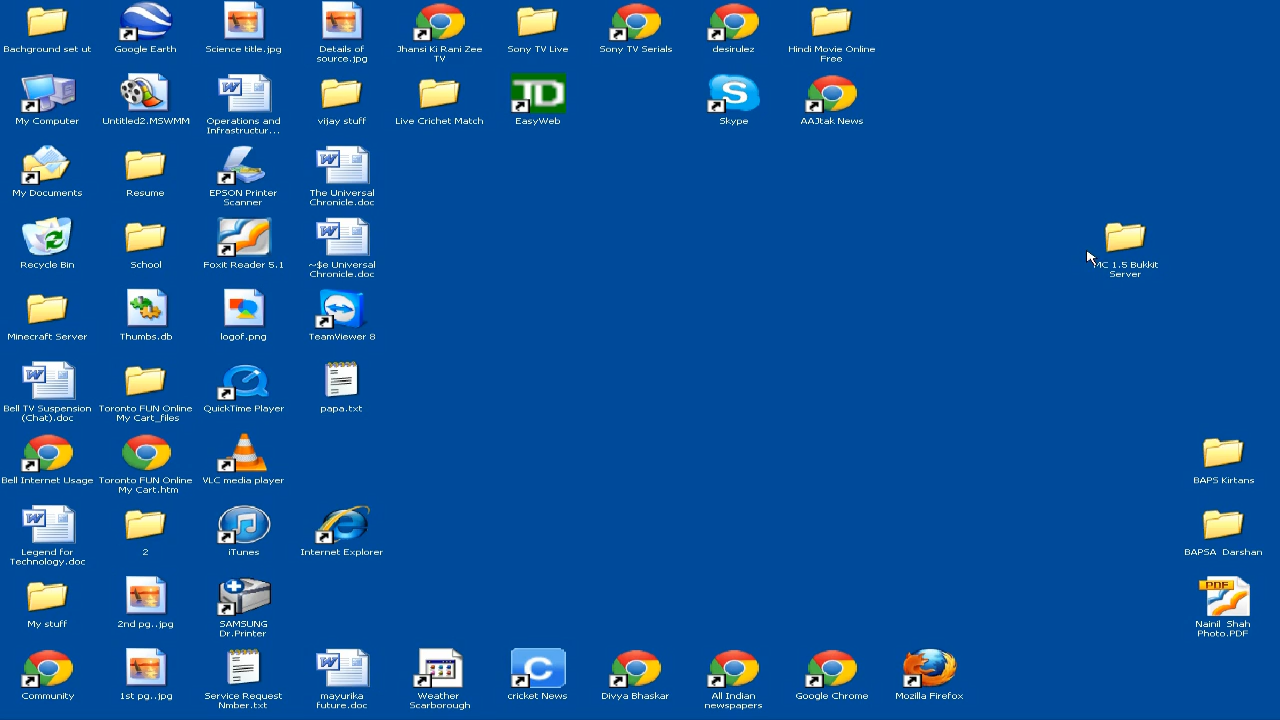 Bachground set ut
Google Earth
Science title.jpg
Details of
source.jpg
Jhansi Ki Rani Zee
TV
Sony TV Live
Sony TV Serials
desirulez
Hindi Movie Online
Free
My Computer
Untitled2.MSWMM
Operations and
Infrastructur...
vijay stuff
Live Crichet Match
TD
EasyWeb
S
Skype
AAJtak News
My Documents
Resume
EPSON Printer
Scanner
The Universal
Chronicle.doc
Recycle Bin
School
Foxit Reader 5.1
~$e Universal
Chronicle.doc
MC 1.5 Bukkit
Server
Minecraft Server
Thumbs.db
logof.png
TeamViewer 8
Bell TV Suspension
(Chat).doc
Toronto FUN Online
My Cart_files
QuickTime Player
papa.txt
Bell Internet Usage
Toronto FUN Online
My Cart.htm
VLC media player
BAPS Kirtans
Legend for
Technology.doc
2
iTunes
Internet Explorer
BAPSA Darshan
My stuff
2nd pg..jpg
SAMSUNG
Dr.Printer
PDF
Nainil Shah
Photo.PDF
Community
1st pg..jpg
Service Request
Nmber.txt
mayurika
future.doc
Weather
Scarborough
C
cricket News
Divya Bhaskar
All Indian
newspapers
Google Chrome
Mozilla Firefox